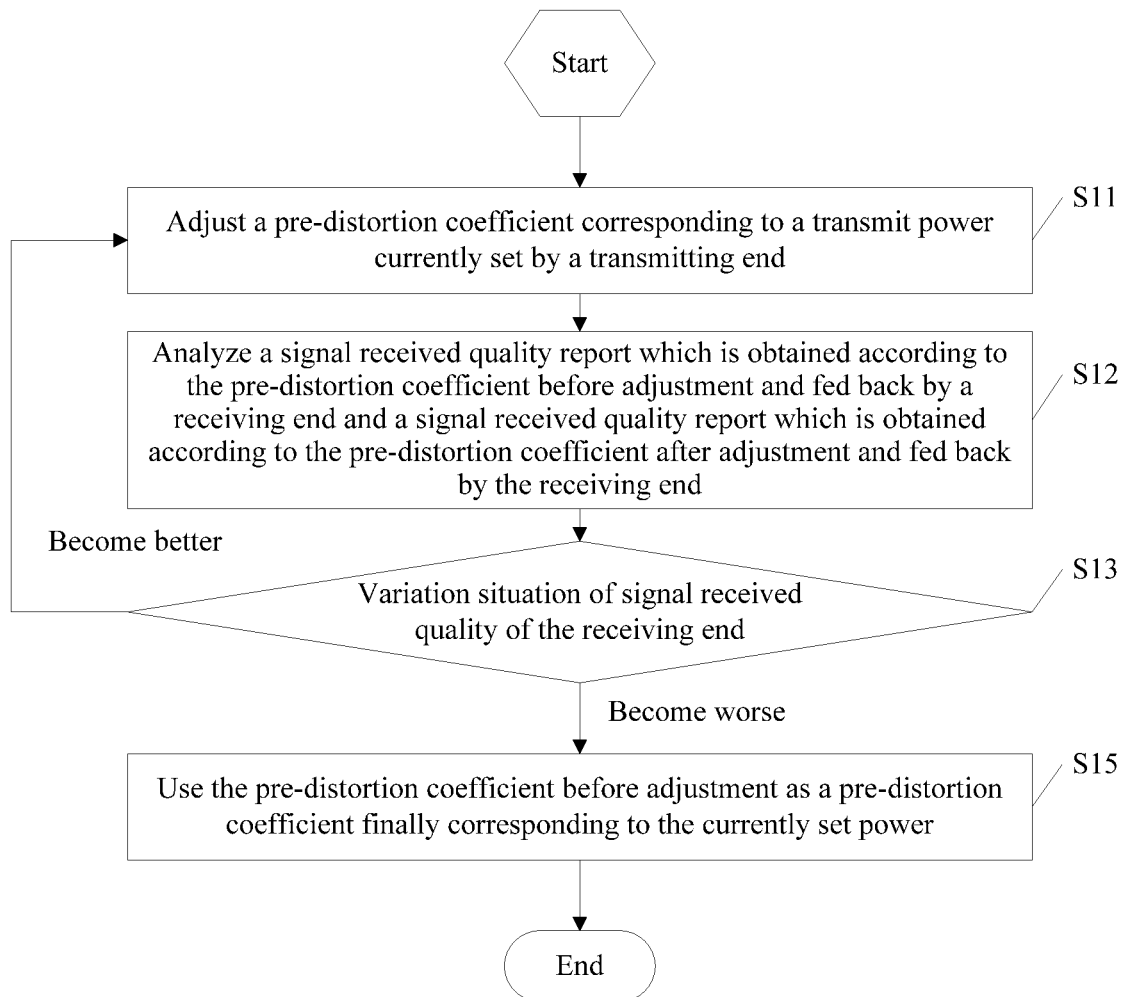 Start
S11
Adjust a pre-distortion coefficient corresponding to a transmit power
currently set by a transmitting end
Analyze a signal received quality report which is obtained according to
the pre-distortion coefficient before adjustment and fed back by a
receiving end and a signal received quality report which is obtained
according to the pre-distortion coefficient after adjustment and fed back
by the receiving end
S12
Become better
S13
Variation situation of signal received
quality of the receiving end
Become worse
S15
Use the pre-distortion coefficient before adjustment as a pre-distortion
coefficient finally corresponding to the currently set power
End